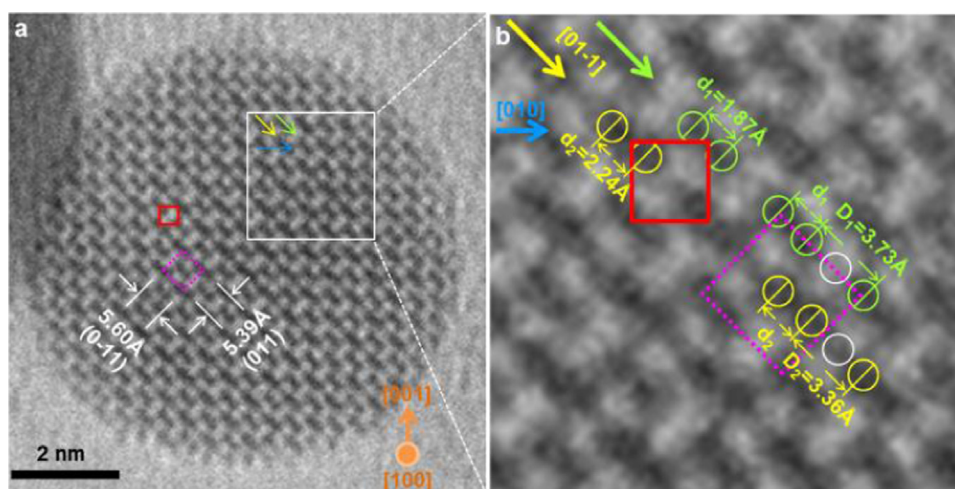 a
5.60Å
(0-11)
5.39Å
(011)
[001]
[100]
2 nm
b
[01-1]
[010]
d₁=1.87Å
d₂=2.24Å
d₁ D₁=3.73Å
d₂ D₂=3.36Å